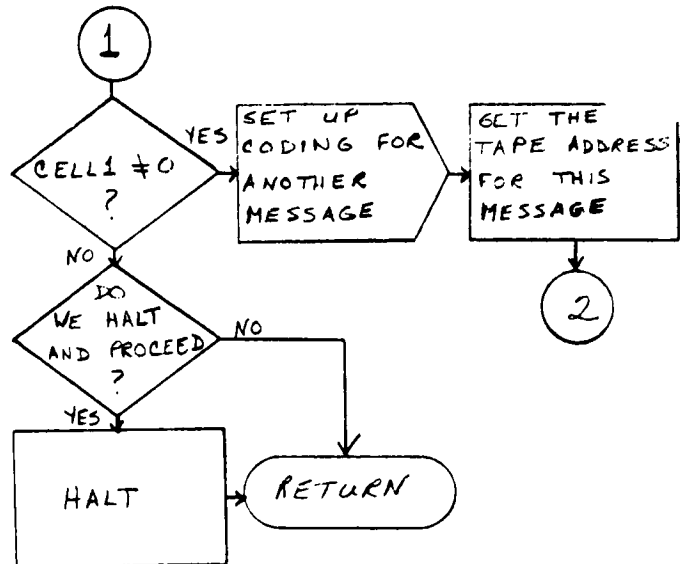 1
CELL1 ≠ 0
?
YES
SET UP
CODING FOR
ANOTHER
MESSAGE
GET THE
TAPE ADDRESS
FOR THIS
MESSAGE
2
NO
DO
WE HALT
AND PROCEED
?
NO
YES
HALT
RETURN